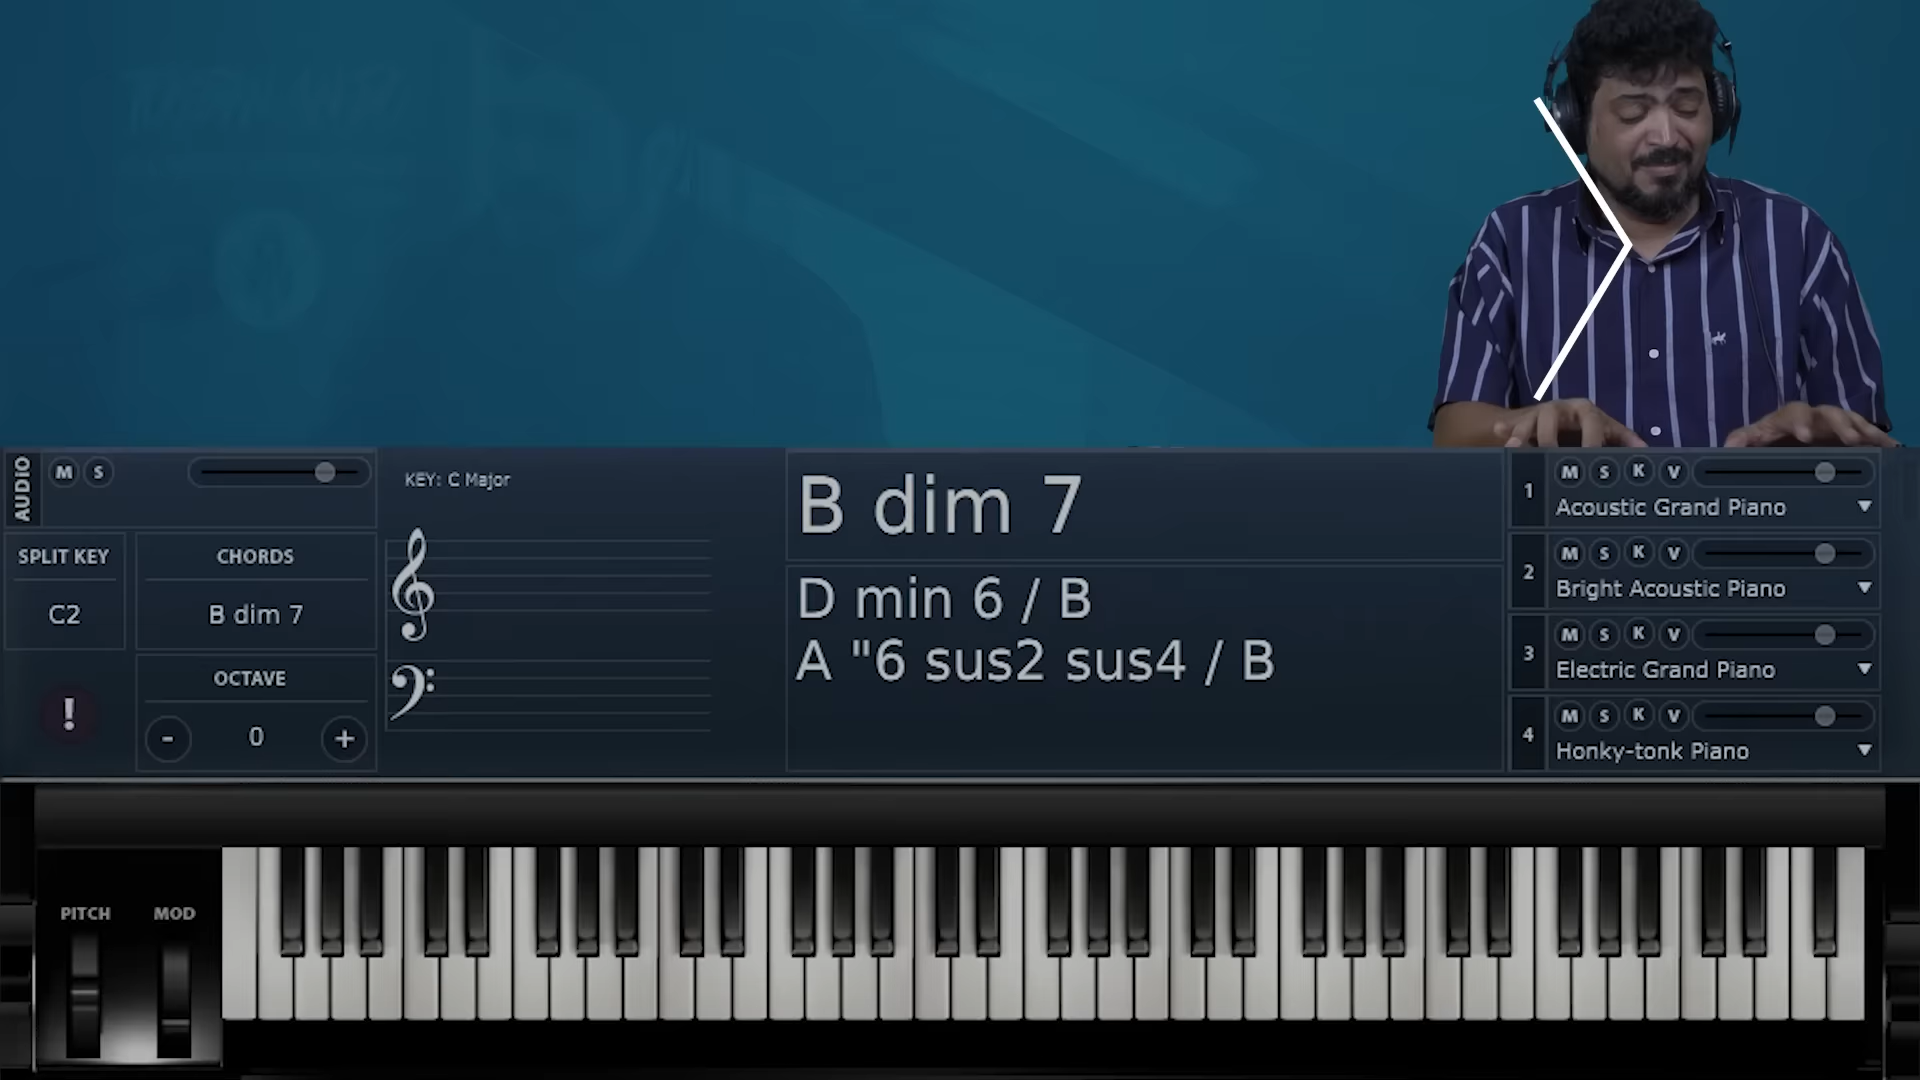 AUDIO
M S
KEY: C Major
B dim 7
D min 6 / B
A "6 sus2 sus4 / B
SPLIT KEY
C2
CHORDS
B dim 7
!
OCTAVE
- 0 +
1
M S K V
Acoustic Grand Piano
2
M S K V
Bright Acoustic Piano
3
M S K V
Electric Grand Piano
4
M S K V
Honky-tonk Piano
PITCH
MOD